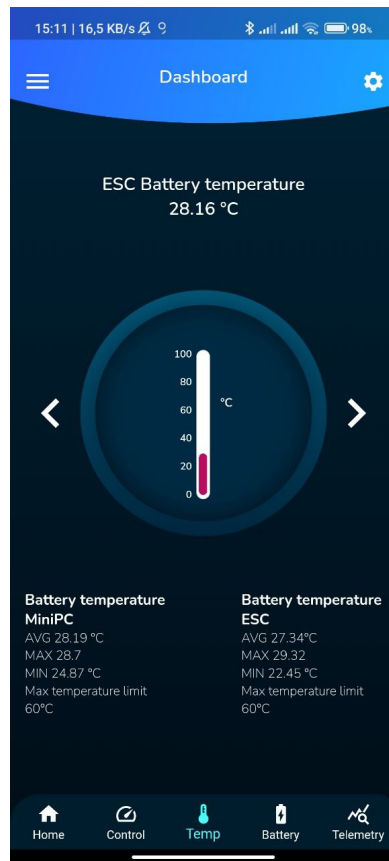 15:11 | 16,5 KB/s 98%
Dashboard
ESC Battery temperature
28.16 °C
100
80
60
°C
40
20
0
Battery temperature
MiniPC
AVG 28.19 °C
MAX 28.7
MIN 24.87 °C
Max temperature limit
60°C
Battery temperature
ESC
AVG 27.34°C
MAX 29.32
MIN 22.45 °C
Max temperature limit
60°C
Home Control Temp Battery Telemetry